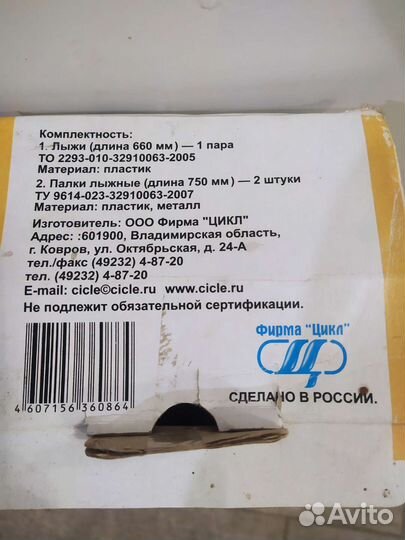 Комплектность:
1. Лыжи (длина 660 мм) — 1 пара
ТО 2293-010-32910063-2005
Материал: пластик
2. Палки лыжные (длина 750 мм) — 2 штуки
ТУ 9614-023-32910063-2007
Материал: пластик, металл
Изготовитель: ООО Фирма "ЦИКЛ"
Адрес: :601900, Владимирская область,
г. Ковров, ул. Октябрьская, д. 24-А
тел./факс (49232) 4-87-20
тел. (49232) 4-87-20
E-mail: cicle©cicle.ru www.cicle.ru
Не подлежит обязательной сертификации.
Фирма "Цикл"
СДЕЛАНО В РОССИИ.
4607156360864
Avito